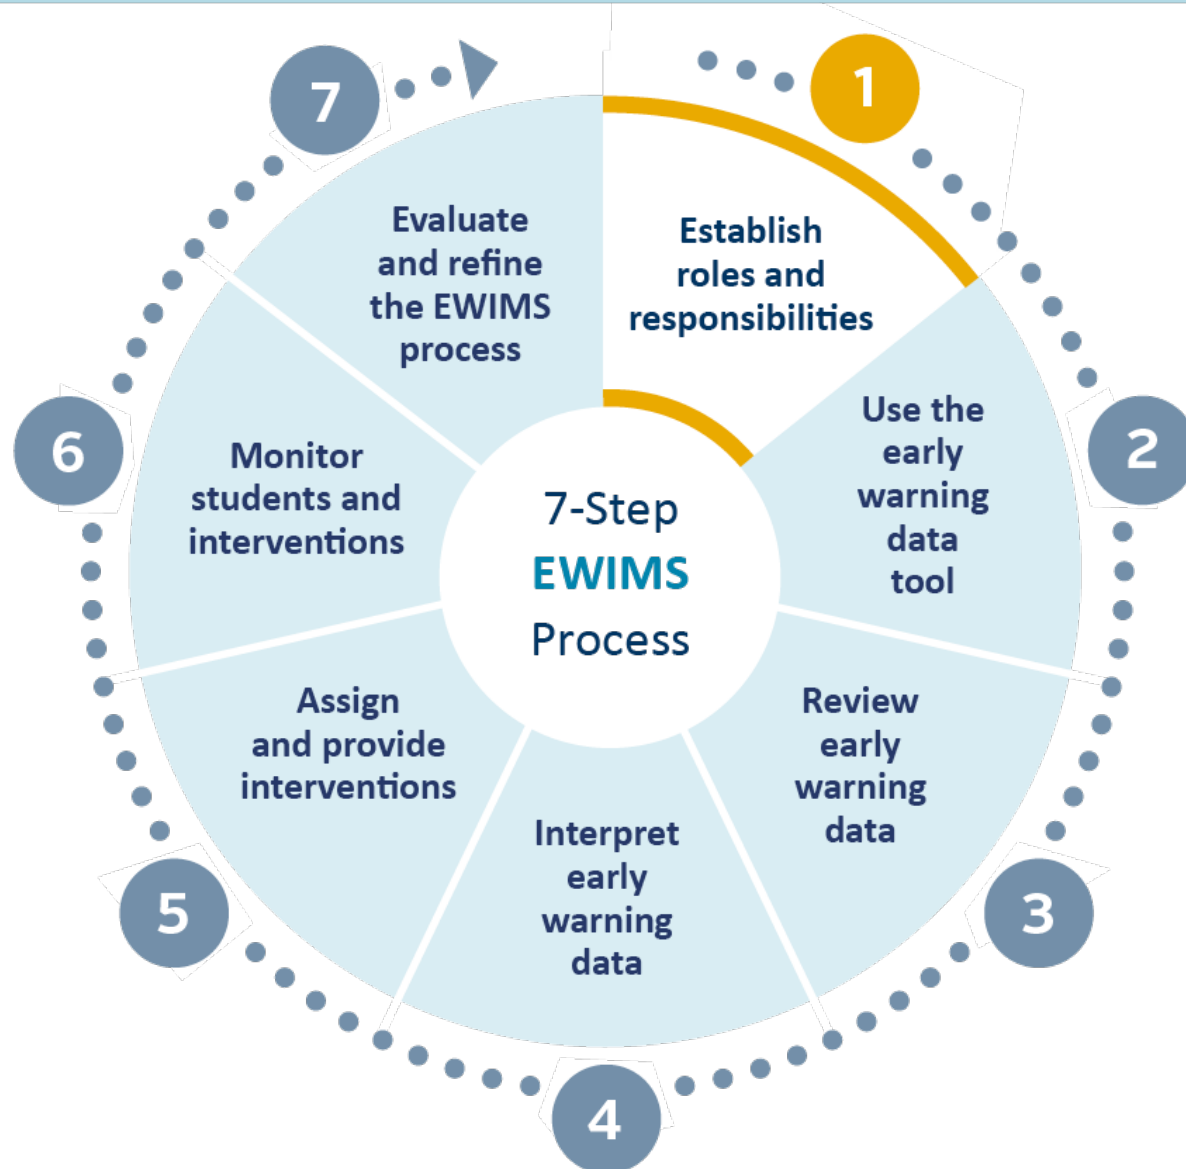 7-Step
EWIMS
Process
1
Establish
roles and
responsibilities
2
Use the
early
warning
data
tool
3
Review
early
warning
data
4
Interpret
early
warning
data
5
Assign
and provide
interventions
6
Monitor
students and
interventions
7
Evaluate
and refine
the EWIMS
process